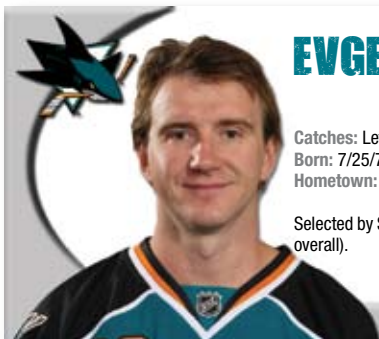 EVGE
Catches: Le
Born: 7/25/7
Hometown:
Selected by S
overall).